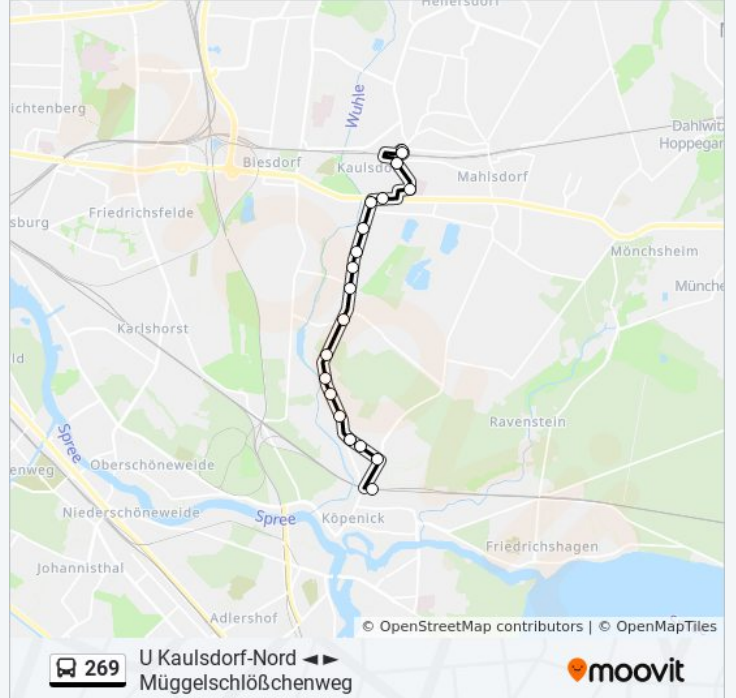 Hellersdorf
ichtenberg
Wuhle
Dahlwitz
Hoppegar
Biesdorf
Kaulsdo
Mahlsdorf
Friedrichsfelde
sburg
Mönchsheim
Münche
Karlshorst
ld
Ravenstein
Spree
enweg
Oberschöneweide
Niederschöneweide
Spree
Köpenick
Friedrichshagen
Johannisthal
Adlershof
© OpenStreetMap contributors | © OpenMapTiles
269
U Kaulsdorf-Nord ◄►
Müggelschlößchenweg
moovit